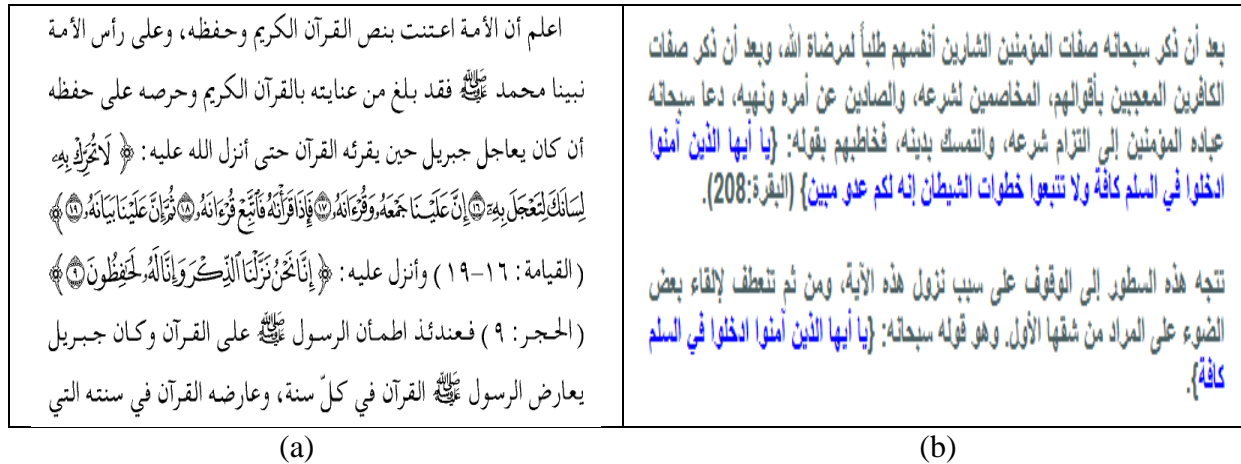 اعلم أن الأمة اعتنت بنص القرآن الكريم وحفظه، وعلى رأس الأمة
نبينا محمد ﷺ فقد بلغ من عنايته بالقرآن الكريم وحرصه على حفظه
أن كان يعاجل جبريل حين يقرئه القرآن حتى أنزل الله عليه: ﴿ لَا تُحَرِّكْ بِهِۦ
لِسَانَكَ لِتَعْجَلَ بِهِۦٓ ۝١٦ إِنَّ عَلَيْنَا جَمْعَهُۥ وَقُرْءَانَهُۥ ۝١٧ فَإِذَا قَرَأْنَٰهُ فَٱتَّبِعْ قُرْءَانَهُۥ ۝١٨ ثُمَّ إِنَّ عَلَيْنَا بَيَانَهُۥ ۝١٩ ﴾
( القيامة: ١٦-١٩ ) وأنزل عليه: ﴿ إِنَّا نَحْنُ نَزَّلْنَا ٱلذِّكْرَ وَإِنَّا لَهُۥ لَحَٰفِظُونَ ۝٩ ﴾
( الحجر: ٩ ) فعندئذ اطمأن الرسول ﷺ على القرآن وكان جبريل
يعارض الرسول ﷺ القرآن في كلّ سنة، وعارضه القرآن في سنته التي
(a)
بعد أن ذكر سبحانه صفات المؤمنين الشارين أنفسهم طلباً لمرضاة الله، وبعد أن ذكر صفات
الكافرين المعجبين بأقوالهم، المخاصمين لشرعه، والصادين عن أمره ونهيه، دعا سبحانه
عباده المؤمنين إلى التزام شرعه، والتمسك بدينه، فخاطبهم بقوله: {يا أيها الذين آمنوا
ادخلوا في السلم كافة ولا تتبعوا خطوات الشيطان إنه لكم عدو مبين} (البقرة:208).
تتجه هذه السطور إلى الوقوف على سبب نزول هذه الآية، ومن ثم تنعطف لإلقاء بعض
الضوء على المراد من شقها الأول. وهو قوله سبحانه: {يا أيها الذين آمنوا ادخلوا في السلم
كافة}.
(b)